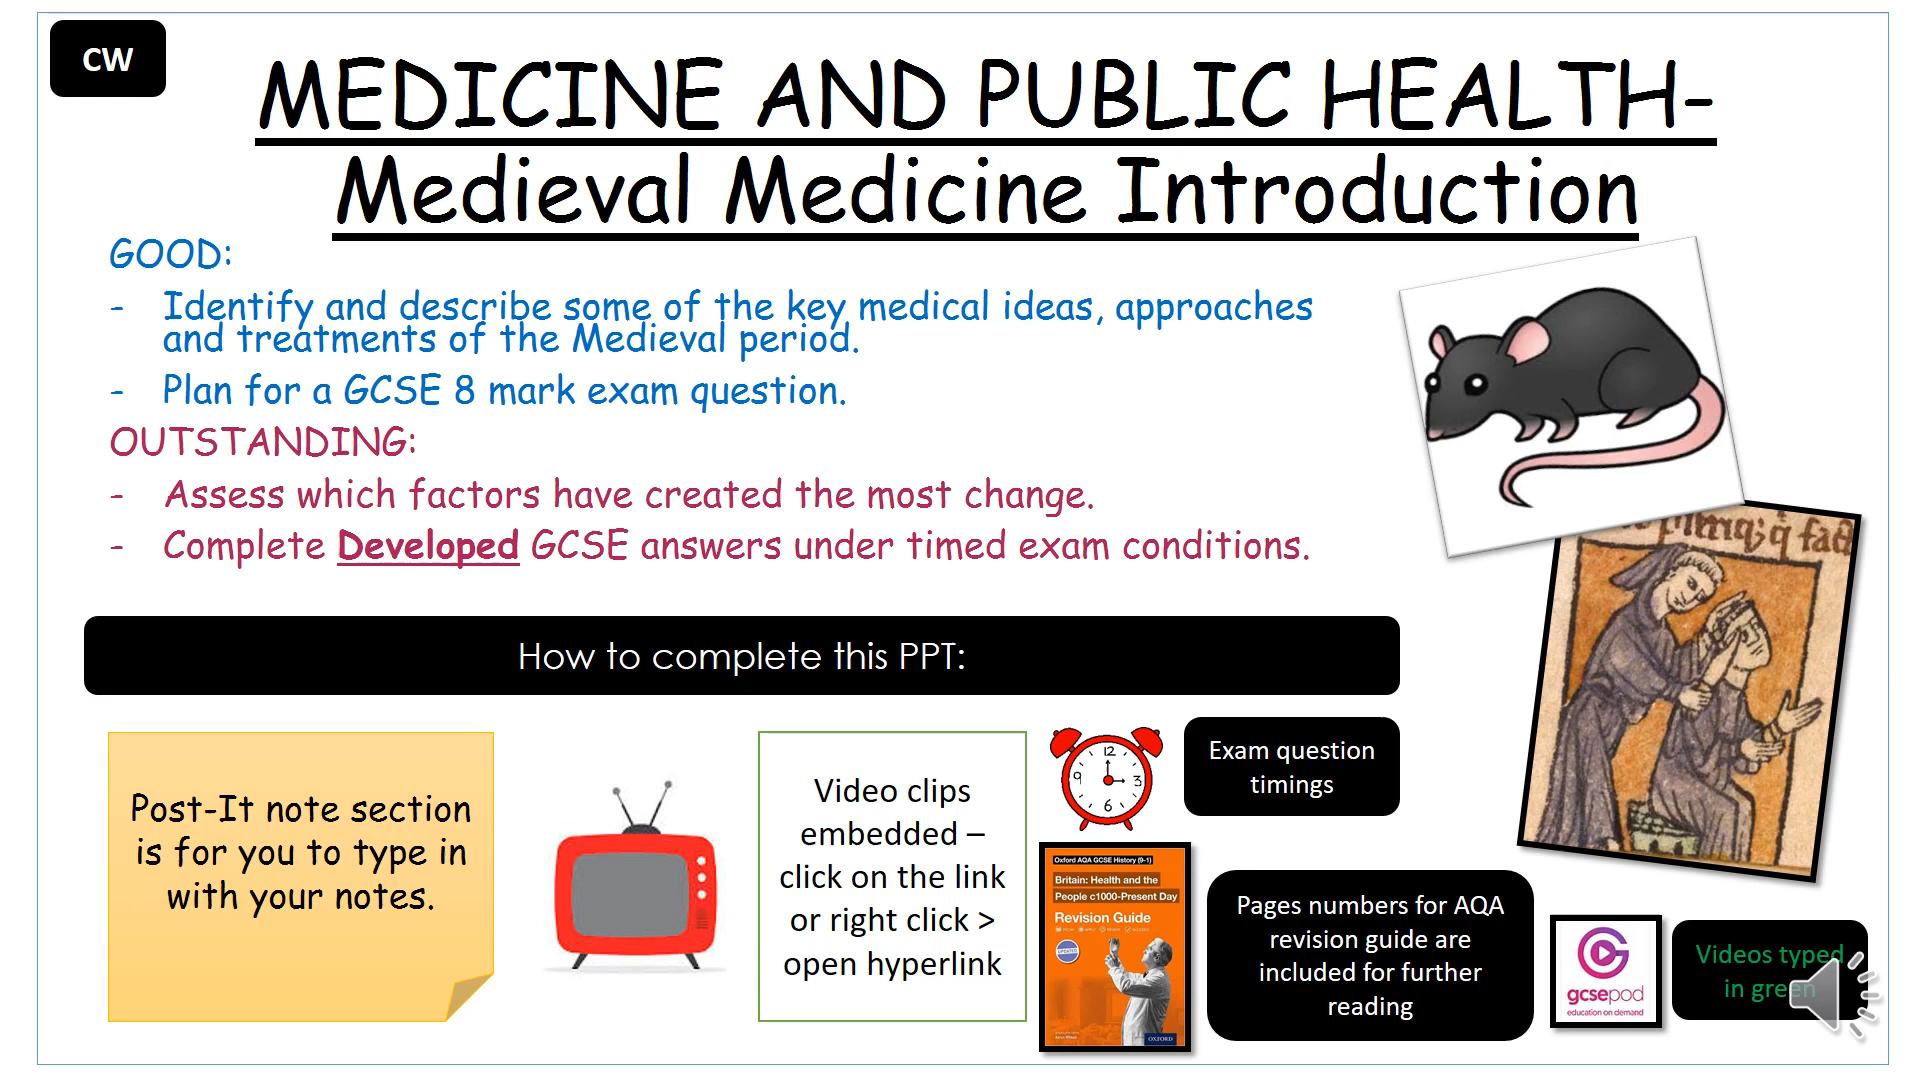 CW
MEDICINE AND PUBLIC HEALTH-
Medieval Medicine Introduction
GOOD:
- Identify and describe some of the key medical ideas, approaches
and treatments of the Medieval period.
- Plan for a GCSE 8 mark exam question.
OUTSTANDING:
- Assess which factors have created the most change.
- Complete Developed GCSE answers under timed exam conditions.
How to complete this PPT:
Post-It note section
is for you to type in
with your notes.
Video clips
embedded –
click on the link
or right click >
open hyperlink
12
9
3
6
Exam question
timings
Oxford AQA GCSE History (9-1)
Britain: Health and the
People c1000-Present Day
Revision Guide
OXFORD
Pages numbers for AQA
revision guide are
included for further
reading
gcsepod
education on demand
Videos typed
in green